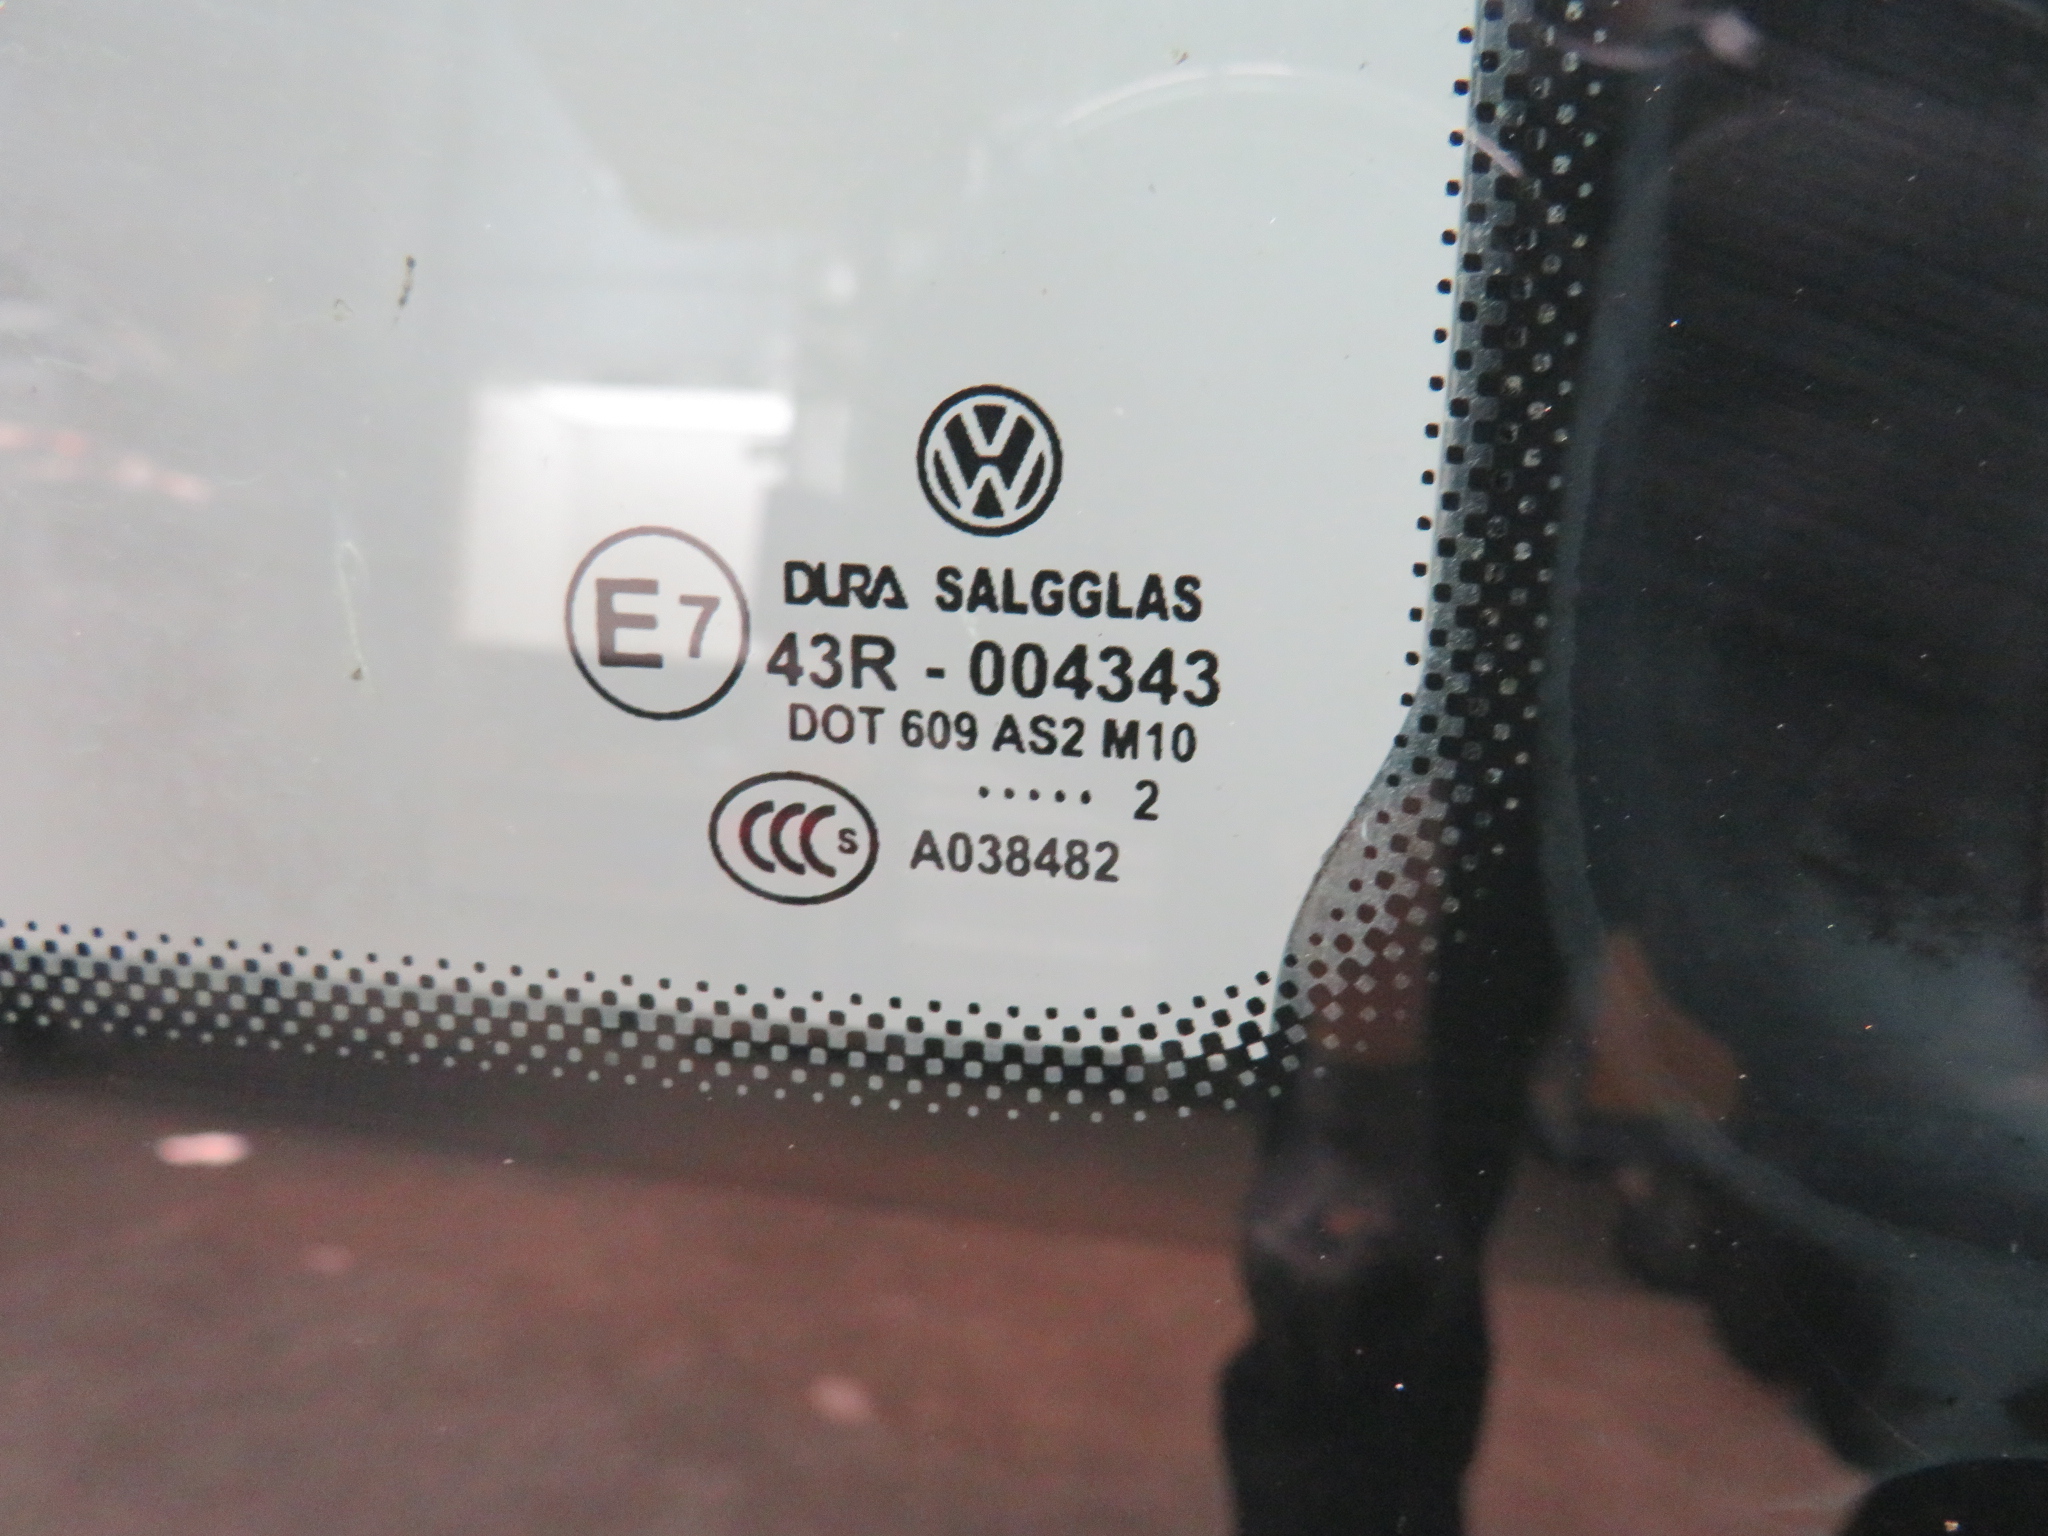 DURA SALGGLAS
E7 43R - 004343
DOT 609 AS2 M10
..... 2
CCC S A038482